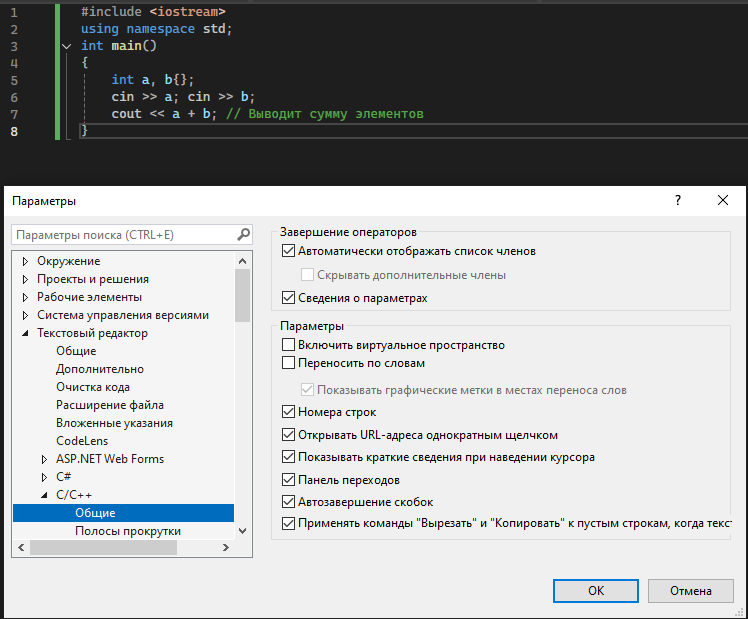 1 #include <iostream>
2 using namespace std;
3 int main()
4 {
5 int a, b{};
6 cin >> a; cin >> b;
7 cout << a + b; // Выводит сумму элементов
8 }
Параметры ?
Параметры поиска (CTRL+E)
Окружение
Проекты и решения
Рабочие элементы
Система управления версиями
Текстовый редактор
Общие
Дополнительно
Очистка кода
Расширение файла
Вложенные указания
CodeLens
ASP.NET Web Forms
C#
C/C++
Общие
Полосы прокрутки
Завершение операторов
Автоматически отображать список членов
Скрывать дополнительные члены
Сведения о параметрах
Параметры
Включить виртуальное пространство
Переносить по словам
Показывать графические метки в местах переноса слов
Номера строк
Открывать URL-адреса однократным щелчком
Показывать краткие сведения при наведении курсора
Панель переходов
Автозавершение скобок
Применять команды "Вырезать" и "Копировать" к пустым строкам, когда текст
OK Отмена